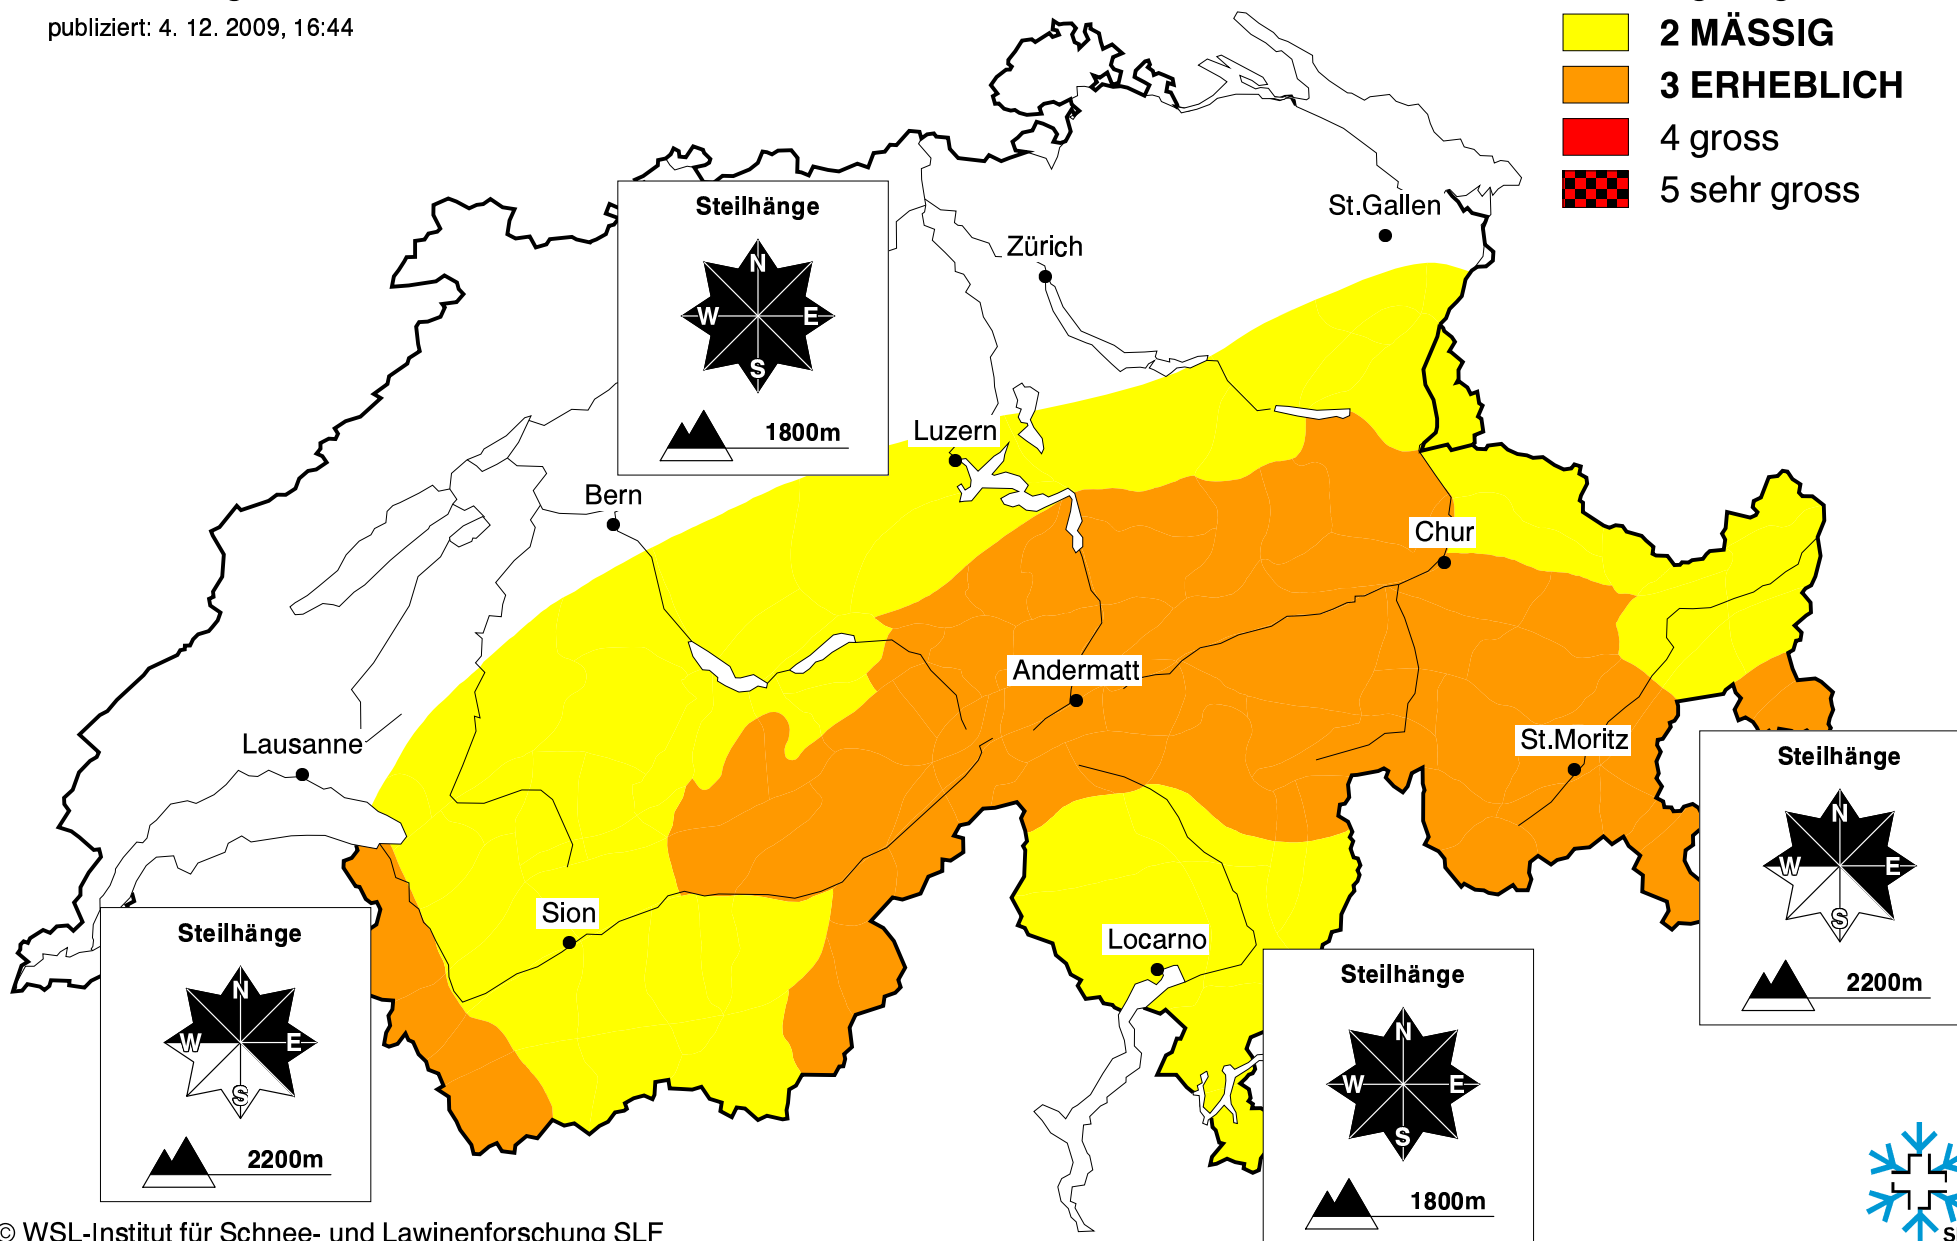 publiziert: 4. 12. 2009, 16:44
2 MÄSSIG
3 ERHEBLICH
4 gross
5 sehr gross
St.Gallen
Zürich
Steilhänge
N
W E
S
1800m
Luzern
Bern
Chur
Andermatt
St.Moritz
Lausanne
Steilhänge
N
W E
S
2200m
Sion
Locarno
Steilhänge
N
W E
S
2200m
Steilhänge
N
W E
S
1800m
© WSL-Institut für Schnee- und Lawinenforschung SLF